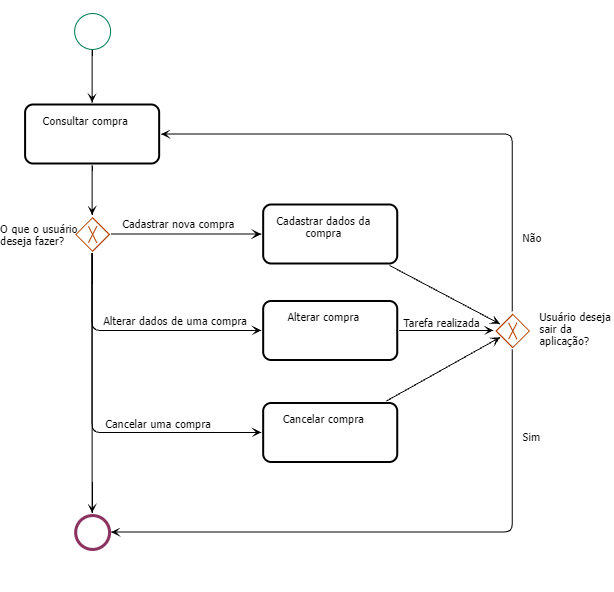 Consultar compra
O que o usuário
deseja fazer?
Cadastrar nova compra
Cadastrar dados da
compra
Não
Alterar dados de uma compra
Alterar compra
Tarefa realizada
Usuário deseja
sair da
aplicação?
Cancelar uma compra
Cancelar compra
Sim